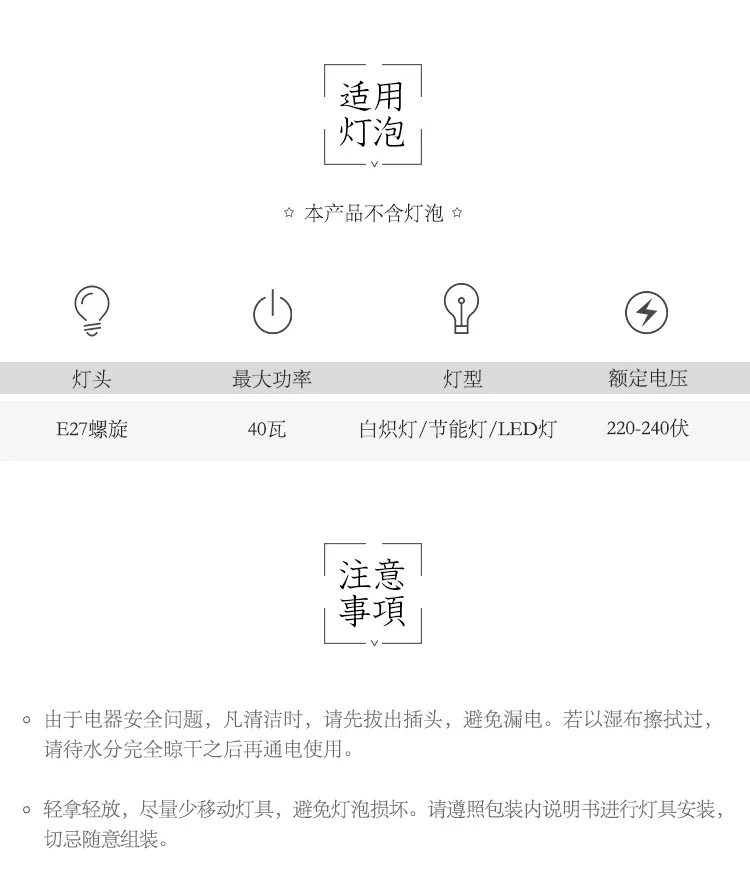 适用
灯泡
☆ 本产品不含灯泡 ☆
灯头 最大功率 灯型 额定电压
E27螺旋 40瓦 白炽灯/节能灯/LED灯 220-240伏
注意
事項
由于电器安全问题，凡清洁时，请先拔出插头，避免漏电。若以湿布擦拭过，
请待水分完全晾干之后再通电使用。
轻拿轻放，尽量少移动灯具，避免灯泡损坏。请遵照包装内说明书进行灯具安装，
切忌随意组装。